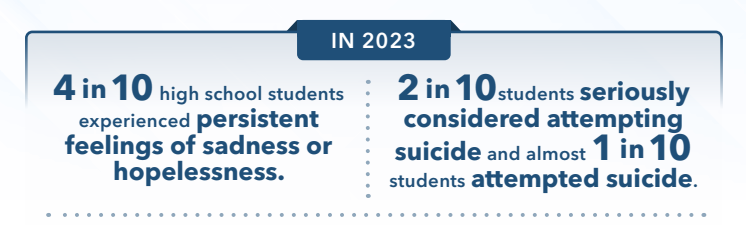 IN 2023
4 in 10 high school students
experienced persistent
feelings of sadness or
hopelessness.
2 in 10 students seriously
considered attempting
suicide and almost 1 in 10
students attempted suicide.